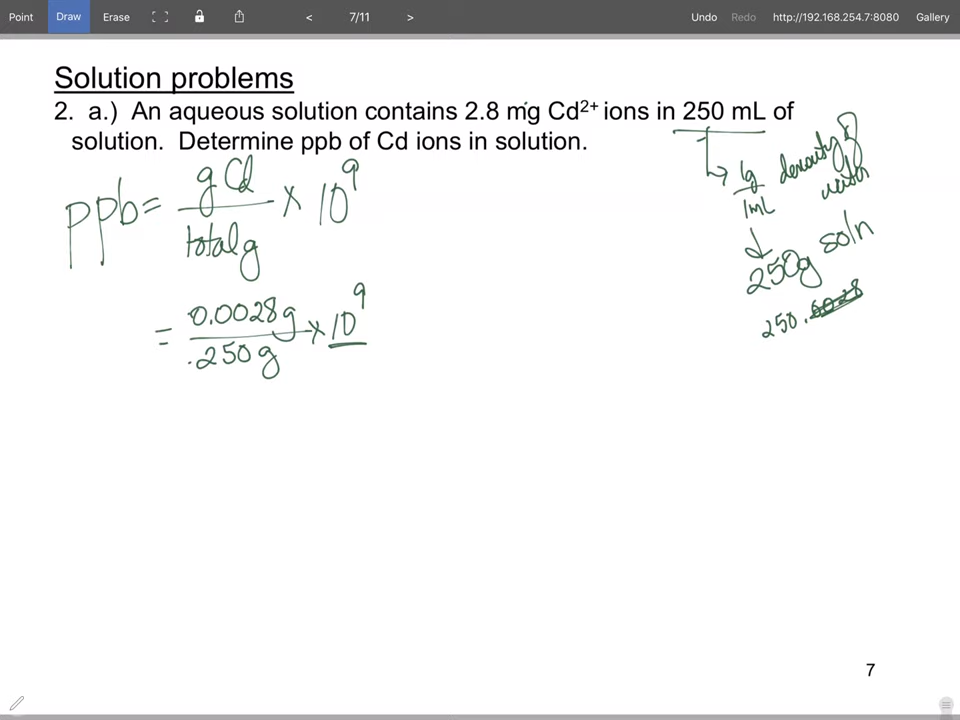 Point Draw Erase < 7/11 > Undo Redo http://192.168.254.7:8080 Gallery
Solution problems
2. a.) An aqueous solution contains 2.8 mg Cd2+ ions in 250 mL of
solution. Determine ppb of Cd ions in solution.
ppb = g Cd / total g × 10^9
= 0.0028g / .250g × 10^9
1g / 1mL density of water
250g soln
250.0028
7